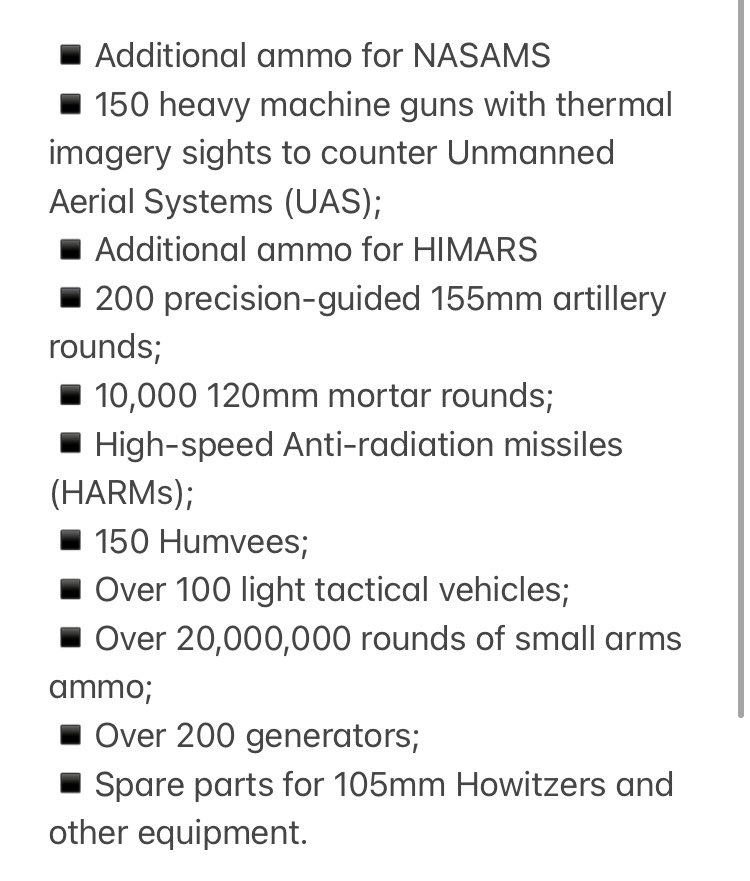 ▪️ Additional ammo for NASAMS
▪️ 150 heavy machine guns with thermal
imagery sights to counter Unmanned
Aerial Systems (UAS);
▪️ Additional ammo for HIMARS
▪️ 200 precision-guided 155mm artillery
rounds;
▪️ 10,000 120mm mortar rounds;
▪️ High-speed Anti-radiation missiles
(HARMs);
▪️ 150 Humvees;
▪️ Over 100 light tactical vehicles;
▪️ Over 20,000,000 rounds of small arms
ammo;
▪️ Over 200 generators;
▪️ Spare parts for 105mm Howitzers and
other equipment.